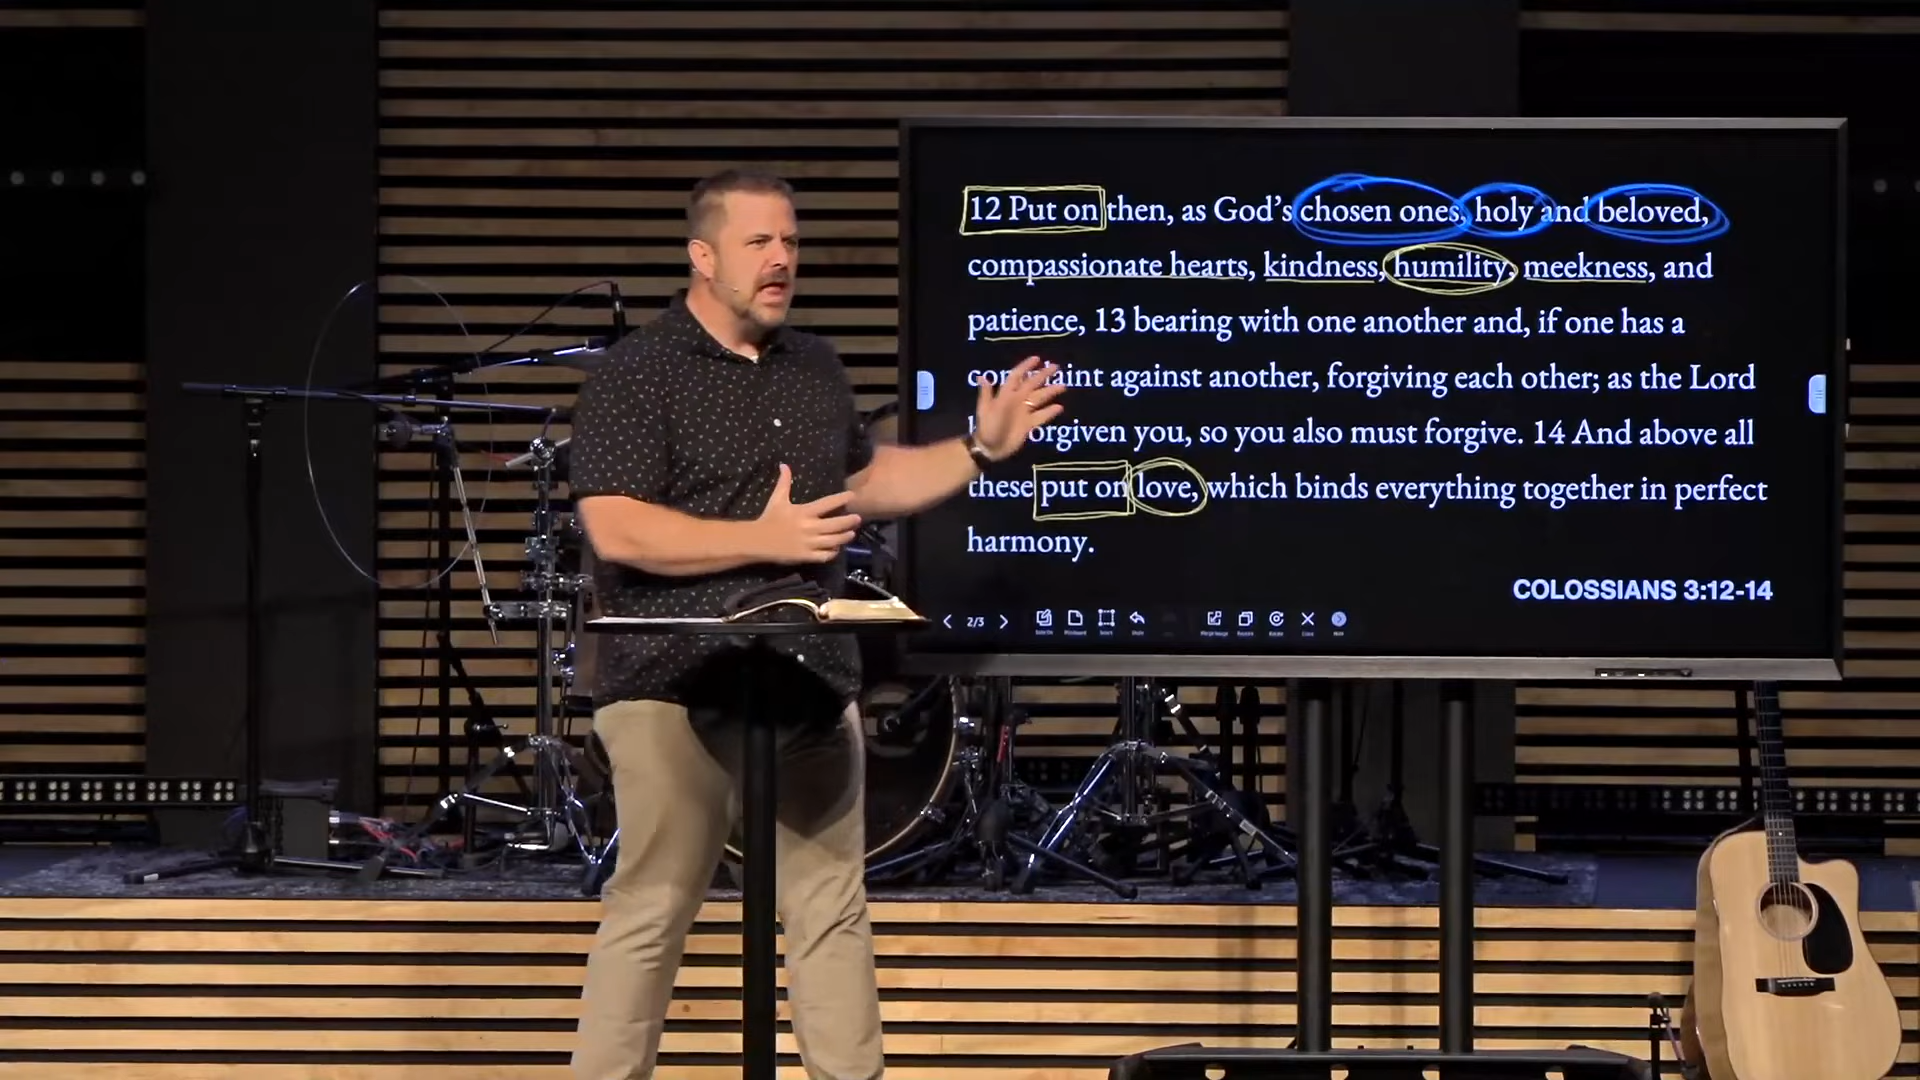 12 Put on then, as God's chosen ones, holy and beloved,
compassionate hearts, kindness, humility, meekness, and
patience, 13 bearing with one another and, if one has a
complaint against another, forgiving each other; as the Lord
forgiven you, so you also must forgive. 14 And above all
these put on love, which binds everything together in perfect
harmony.
COLOSSIANS 3:12-14
2/3